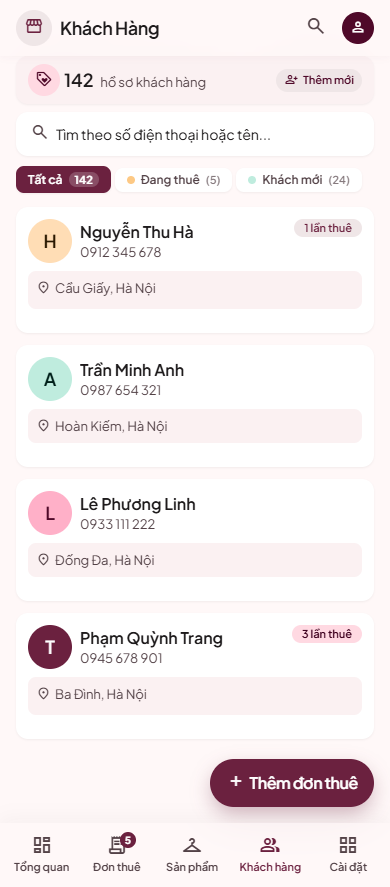 Khách Hàng
142 hồ sơ khách hàng
Thêm mới
Tìm theo số điện thoại hoặc tên...
Tất cả 142
Đang thuê (5)
Khách mới (24)
H
Nguyễn Thu Hà
1 lần thuê
0912 345 678
Cầu Giấy, Hà Nội
A
Trần Minh Anh
0987 654 321
Hoàn Kiếm, Hà Nội
L
Lê Phương Linh
0933 111 222
Đống Đa, Hà Nội
T
Phạm Quỳnh Trang
3 lần thuê
0945 678 901
Ba Đình, Hà Nội
+ Thêm đơn thuê
5
Tổng quan
Đơn thuê
Sản phẩm
Khách hàng
Cài đặt